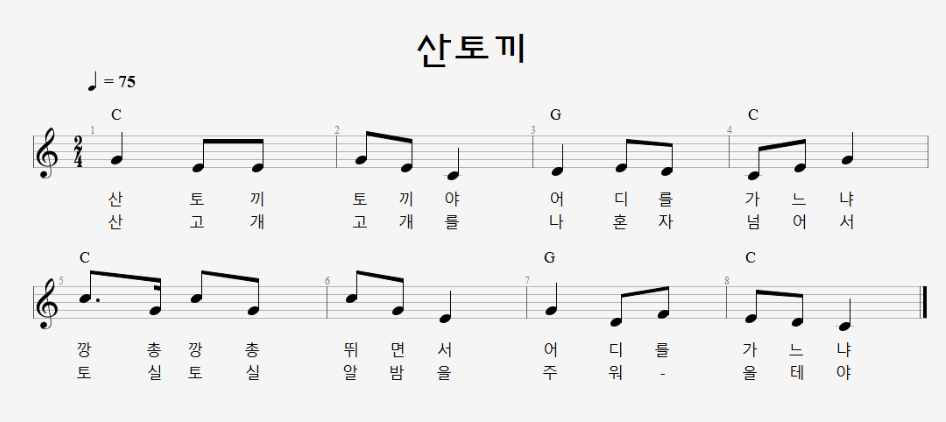 산토끼
♩ = 75
C G C
1 2 3 4
2
4
산 토 끼 토 끼 야 어 디 를 가 느 냐
산 고 개 고 개 를 나 혼 자 넘 어 서
C G C
5 6 7 8
깡 총 깡 총 뛰 면 서 어 디 를 가 느 냐
토 실 토 실 알 밤 을 주 워 - 올 테 야